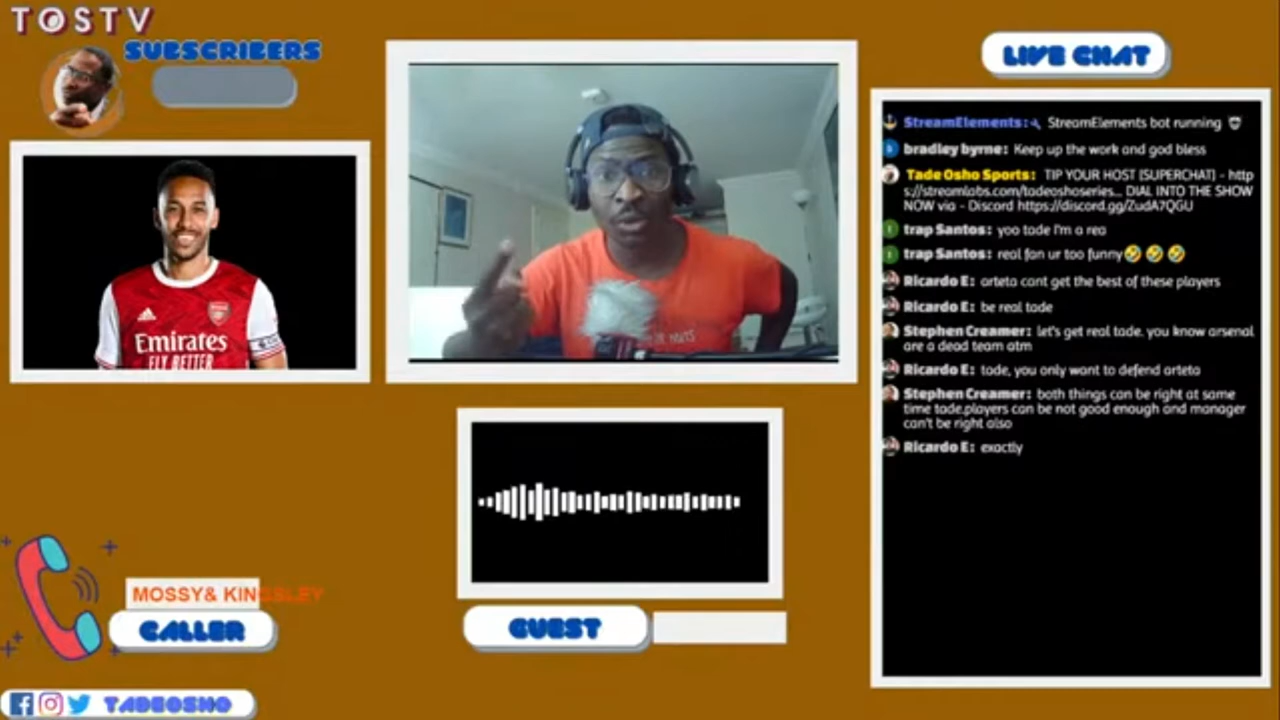 TOSTV
SUBSCRIBERS
Emirates
FLY BETTER
LIVE CHAT
StreamElements: StreamElements bot running
bradley byrne: Keep up the work and god bless
Tade Osho Sports: TIP YOUR HOST [SUPERCHAT] - http
s://streamlabs.com/tadeoshoseries... DIAL INTO THE SHOW
NOW via - Discord https://discord.gg/ZudA7QGU
trap Santos: yoo tade I'm a rea
trap Santos: real fan ur too funny🤣🤣🤣
Ricardo E: arteta cant get the best of these players
Ricardo E: be real tade
Stephen Creamer: let's get real tade. you know arsenal
are a dead team atm
Ricardo E: tade, you only want to defend arteta
Stephen Creamer: both things can be right at same
time tade,players can be not good enough and manager
can't be right also
Ricardo E: exactly
MOSSY& KINGSLEY
CALLER
GUEST
TADEOSHO